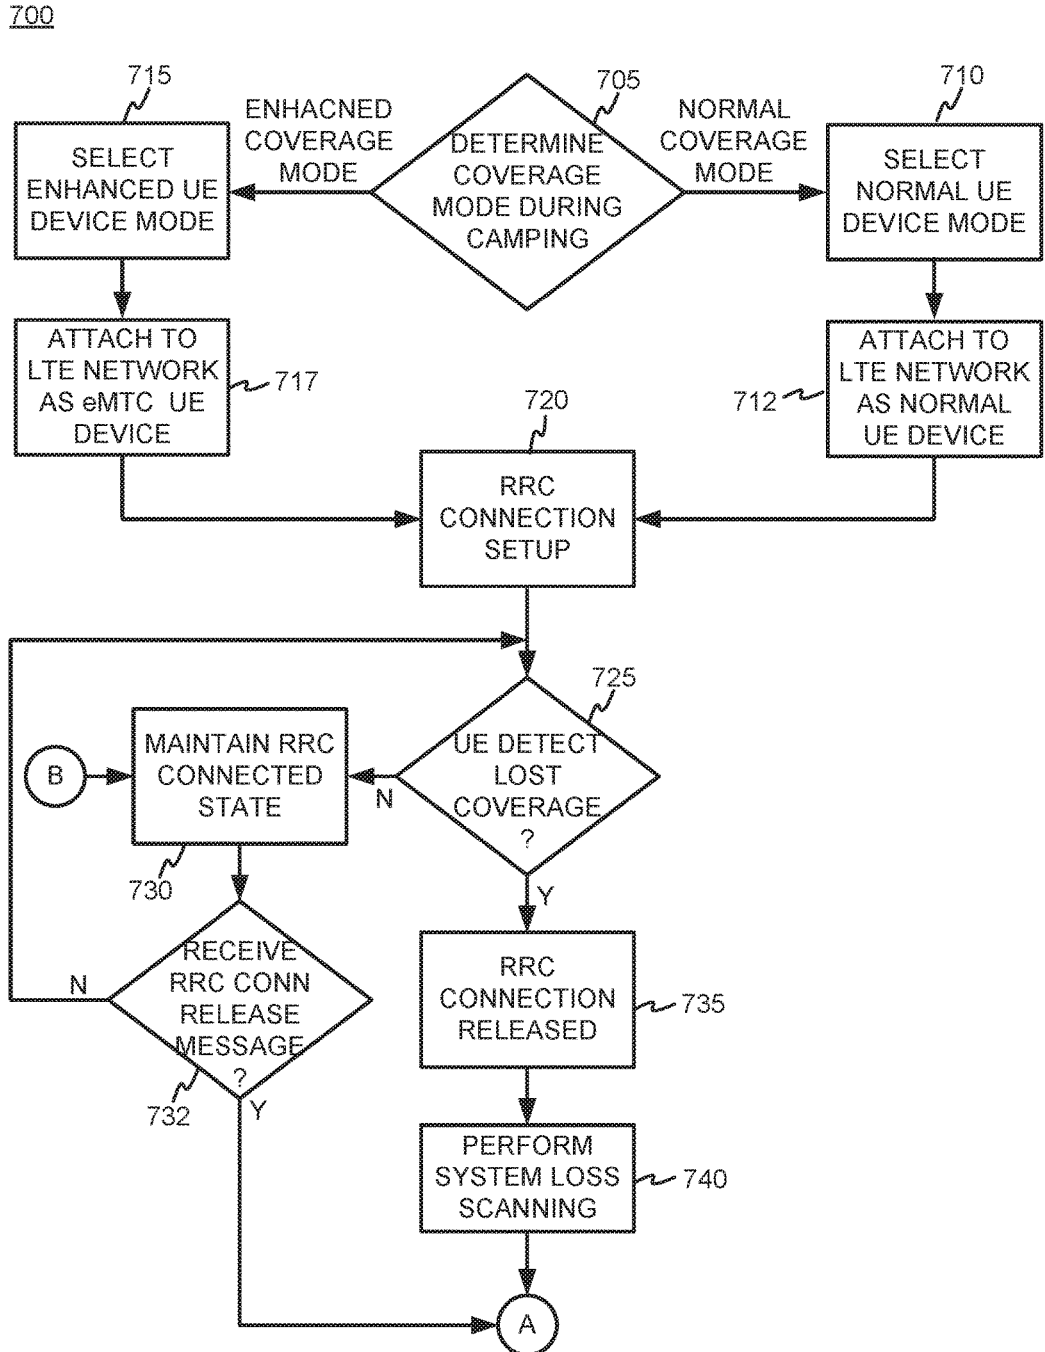 700
715
ENHACNED
COVERAGE
MODE
705
NORMAL
COVERAGE
MODE
710
SELECT
ENHANCED UE
DEVICE MODE
DETERMINE
COVERAGE
MODE DURING
CAMPING
SELECT
NORMAL UE
DEVICE MODE
ATTACH TO
LTE NETWORK
AS eMTC UE
DEVICE
717
720
712
ATTACH TO
LTE NETWORK
AS NORMAL
UE DEVICE
RRC
CONNECTION
SETUP
725
B
MAINTAIN RRC
CONNECTED
STATE
N
UE DETECT
LOST
COVERAGE
?
730
Y
N
RECEIVE
RRC CONN
RELEASE
MESSAGE
?
RRC
CONNECTION
RELEASED
735
732
Y
PERFORM
SYSTEM LOSS
SCANNING
740
A